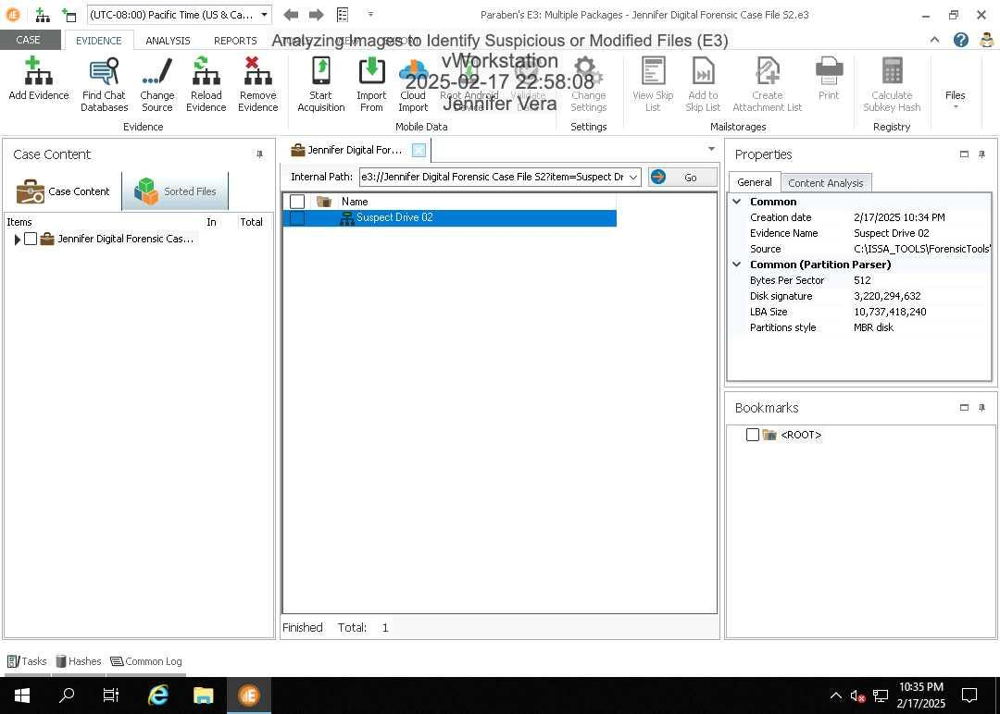 (UTC-08:00) Pacific Time (US & Ca...
Paraben's E3: Multiple Packages - Jennifer Digital Forensic Case File S2.e3
CASE
EVIDENCE
ANALYSIS
REPORTS
Analyzing Images to Identify Suspicious or Modified Files (E3)
vWorkstation
2025-02-17 22:58:08
Jennifer Vera
Add Evidence
Find Chat Databases
Change Source
Reload Evidence
Remove Evidence
Evidence
Start Acquisition
Import From
Cloud Import
Root Android Device
Validate
Mobile Data
Change Settings
Settings
View Skip List
Add to Skip List
Create Attachment List
Print
Mailstorages
Calculate Subkey Hash
Registry
Files
Case Content
Case Content
Sorted Files
Items In Total
Jennifer Digital Forensic Cas...
Jennifer Digital For...
Internal Path: e3://Jennifer Digital Forensic Case File S2?item=Suspect Dr
Go
Name
Suspect Drive 02
Finished Total: 1
Properties
General
Content Analysis
Common
Creation date 2/17/2025 10:34 PM
Evidence Name Suspect Drive 02
Source C:\ISSA_TOOLS\ForensicTools\
Common (Partition Parser)
Bytes Per Sector 512
Disk signature 3,220,294,632
LBA Size 10,737,418,240
Partitions style MBR disk
Bookmarks
<ROOT>
Tasks
Hashes
Common Log
10:35 PM
2/17/2025